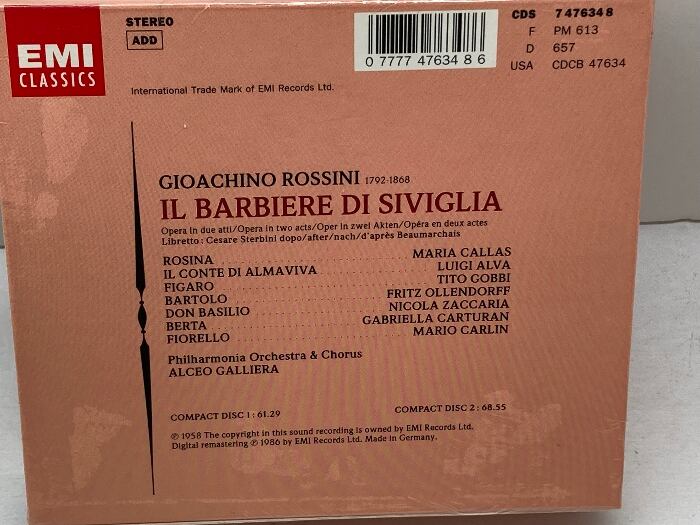 EMI
CLASSICS
STEREO
ADD
International Trade Mark of EMI Records Ltd.
0 7777 47634 8 6
CDS 7 47634 8
F PM 613
D 657
USA CDCB 47634
GIOACHINO ROSSINI 1792-1868
IL BARBIERE DI SIVIGLIA
Opera in due atti/Opera in two acts/Oper in zwei Akten/Opéra en deux actes
Libretto: Cesare Sterbini dopo/after/nach/d'après Beaumarchais
ROSINA MARIA CALLAS
IL CONTE DI ALMAVIVA LUIGI ALVA
FIGARO TITO GOBBI
BARTOLO FRITZ OLLENDORFF
DON BASILIO NICOLA ZACCARIA
BERTA GABRIELLA CARTURAN
FIORELLO MARIO CARLIN
Philharmonia Orchestra & Chorus
ALCEO GALLIERA
COMPACT DISC 1: 61.29 COMPACT DISC 2: 68.55
℗ 1958 The copyright in this sound recording is owned by EMI Records Ltd.
Digital remastering ℗ 1986 by EMI Records Ltd. Made in Germany.